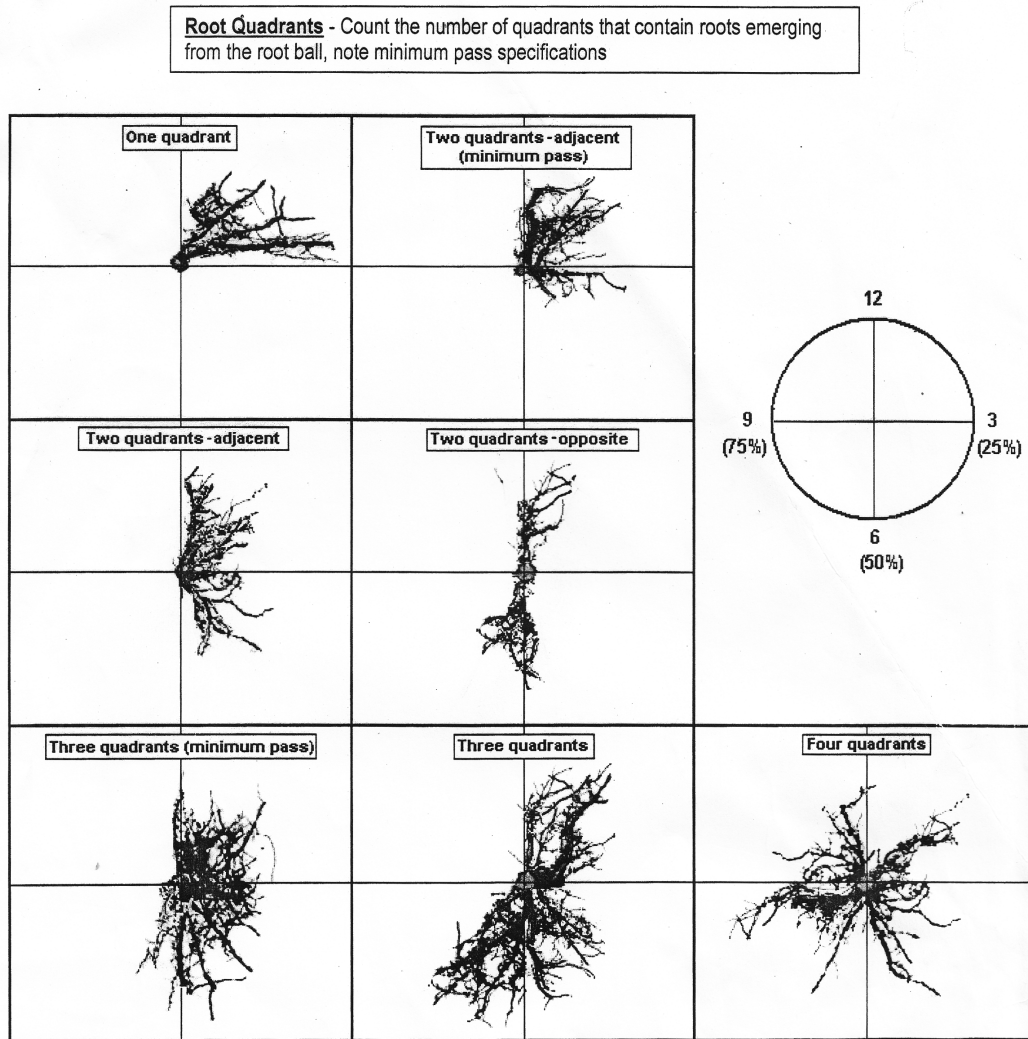 Root Quadrants - Count the number of quadrants that contain roots emerging
from the root ball, note minimum pass specifications
One quadrant
Two quadrants - adjacent
(minimum pass)
12
9
(75%)
3
(25%)
6
(50%)
Two quadrants - adjacent
Two quadrants - opposite
Three quadrants (minimum pass)
Three quadrants
Four quadrants